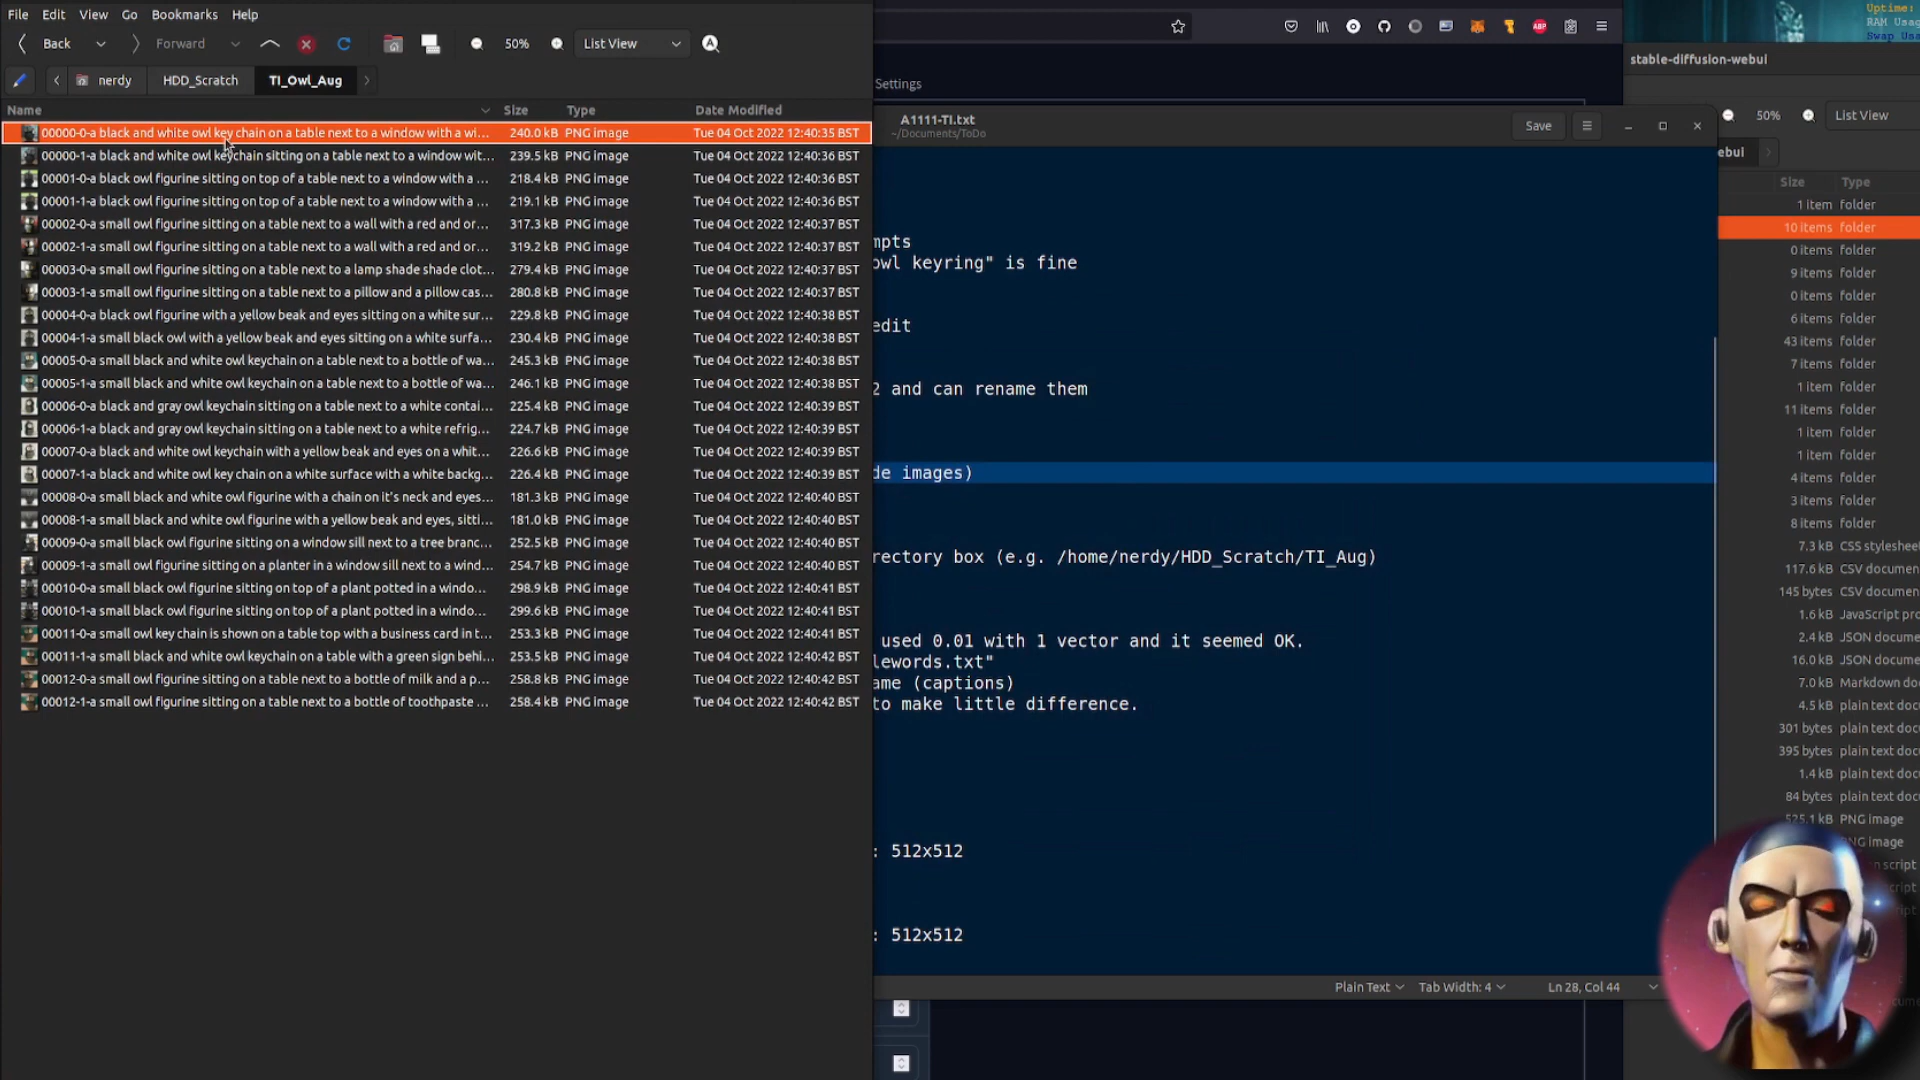 File Edit View Go Bookmarks Help
Back Forward 50% List View
nerdy HDD_Scratch TI_Owl_Aug
Name Size Type Date Modified
00000-0-a black and white owl key chain on a table next to a window with a wi... 240.0 kB PNG image Tue 04 Oct 2022 12:40:35 BST
00000-1-a black and white owl keychain sitting on a table next to a window wit... 239.5 kB PNG image Tue 04 Oct 2022 12:40:36 BST
00001-0-a black owl figurine sitting on top of a table next to a window with a ... 218.4 kB PNG image Tue 04 Oct 2022 12:40:36 BST
00001-1-a black owl figurine sitting on top of a table next to a window with a ... 219.1 kB PNG image Tue 04 Oct 2022 12:40:36 BST
00002-0-a small owl figurine sitting on a table next to a wall with a red and or... 317.3 kB PNG image Tue 04 Oct 2022 12:40:37 BST
00002-1-a small owl figurine sitting on a table next to a wall with a red and or... 319.2 kB PNG image Tue 04 Oct 2022 12:40:37 BST
00003-0-a small owl figurine sitting on a table next to a lamp shade shade clot... 279.4 kB PNG image Tue 04 Oct 2022 12:40:37 BST
00003-1-a small owl figurine sitting on a table next to a pillow and a pillow cas... 280.8 kB PNG image Tue 04 Oct 2022 12:40:37 BST
00004-0-a black owl figurine with a yellow beak and eyes sitting on a white sur... 229.8 kB PNG image Tue 04 Oct 2022 12:40:38 BST
00004-1-a small black owl with a yellow beak and eyes sitting on a white surfa... 230.4 kB PNG image Tue 04 Oct 2022 12:40:38 BST
00005-0-a small black and white owl keychain on a table next to a bottle of wa... 245.3 kB PNG image Tue 04 Oct 2022 12:40:38 BST
00005-1-a small black and white owl keychain on a table next to a bottle of wa... 246.1 kB PNG image Tue 04 Oct 2022 12:40:38 BST
00006-0-a black and gray owl keychain sitting on a table next to a white contai... 225.4 kB PNG image Tue 04 Oct 2022 12:40:39 BST
00006-1-a black and gray owl keychain sitting on a table next to a white refrig... 224.7 kB PNG image Tue 04 Oct 2022 12:40:39 BST
00007-0-a black and white owl keychain with a yellow beak and eyes on a whit... 226.6 kB PNG image Tue 04 Oct 2022 12:40:39 BST
00007-1-a black and white owl key chain on a white surface with a white backg... 226.4 kB PNG image Tue 04 Oct 2022 12:40:39 BST
00008-0-a small black and white owl figurine with a chain on it's neck and eyes... 181.3 kB PNG image Tue 04 Oct 2022 12:40:40 BST
00008-1-a small black and white owl figurine with a yellow beak and eyes, sitti... 181.0 kB PNG image Tue 04 Oct 2022 12:40:40 BST
00009-0-a small black owl figurine sitting on a window sill next to a tree branc... 252.5 kB PNG image Tue 04 Oct 2022 12:40:40 BST
00009-1-a small owl figurine sitting on a planter in a window sill next to a wind... 254.7 kB PNG image Tue 04 Oct 2022 12:40:40 BST
00010-0-a small black owl figurine sitting on top of a plant potted in a windo... 298.9 kB PNG image Tue 04 Oct 2022 12:40:41 BST
00010-1-a small black owl figurine sitting on top of a plant potted in a windo... 299.6 kB PNG image Tue 04 Oct 2022 12:40:41 BST
00011-0-a small owl key chain is shown on a table top with a business card in t... 253.3 kB PNG image Tue 04 Oct 2022 12:40:41 BST
00011-1-a small black and white owl keychain on a table with a green sign behi... 253.5 kB PNG image Tue 04 Oct 2022 12:40:42 BST
00012-0-a small owl figurine sitting on a table next to a bottle of milk and a p... 258.8 kB PNG image Tue 04 Oct 2022 12:40:42 BST
00012-1-a small owl figurine sitting on a table next to a bottle of toothpaste ... 258.4 kB PNG image Tue 04 Oct 2022 12:40:42 BST
ABP
Settings
A1111-TI.txt
~/Documents/ToDo
Save
mpts
owl keyring" is fine
edit
2 and can rename them
de images)
rectory box (e.g. /home/nerdy/HDD_Scratch/TI_Aug)
used 0.01 with 1 vector and it seemed OK.
lewords.txt"
ame (captions)
to make little difference.
: 512x512
: 512x512
Plain Text Tab Width: 4 Ln 28, Col 44
Uptime:
RAM Usag
Swap Usa
stable-diffusion-webui
50% List View
ebui
Size Type
1 item folder
10 items folder
0 items folder
9 items folder
0 items folder
6 items folder
43 items folder
7 items folder
1 item folder
11 items folder
1 item folder
1 item folder
4 items folder
3 items folder
8 items folder
7.3 kB CSS stylesheet
117.6 kB CSV documen
145 bytes CSV documen
1.6 kB JavaScript pro
2.4 kB JSON docume
16.0 kB JSON docume
7.0 kB Markdown doc
4.5 kB plain text docu
301 bytes plain text docu
395 bytes plain text docu
1.4 kB plain text docu
84 bytes plain text docu
525.1 kB PNG image
NG image
n script